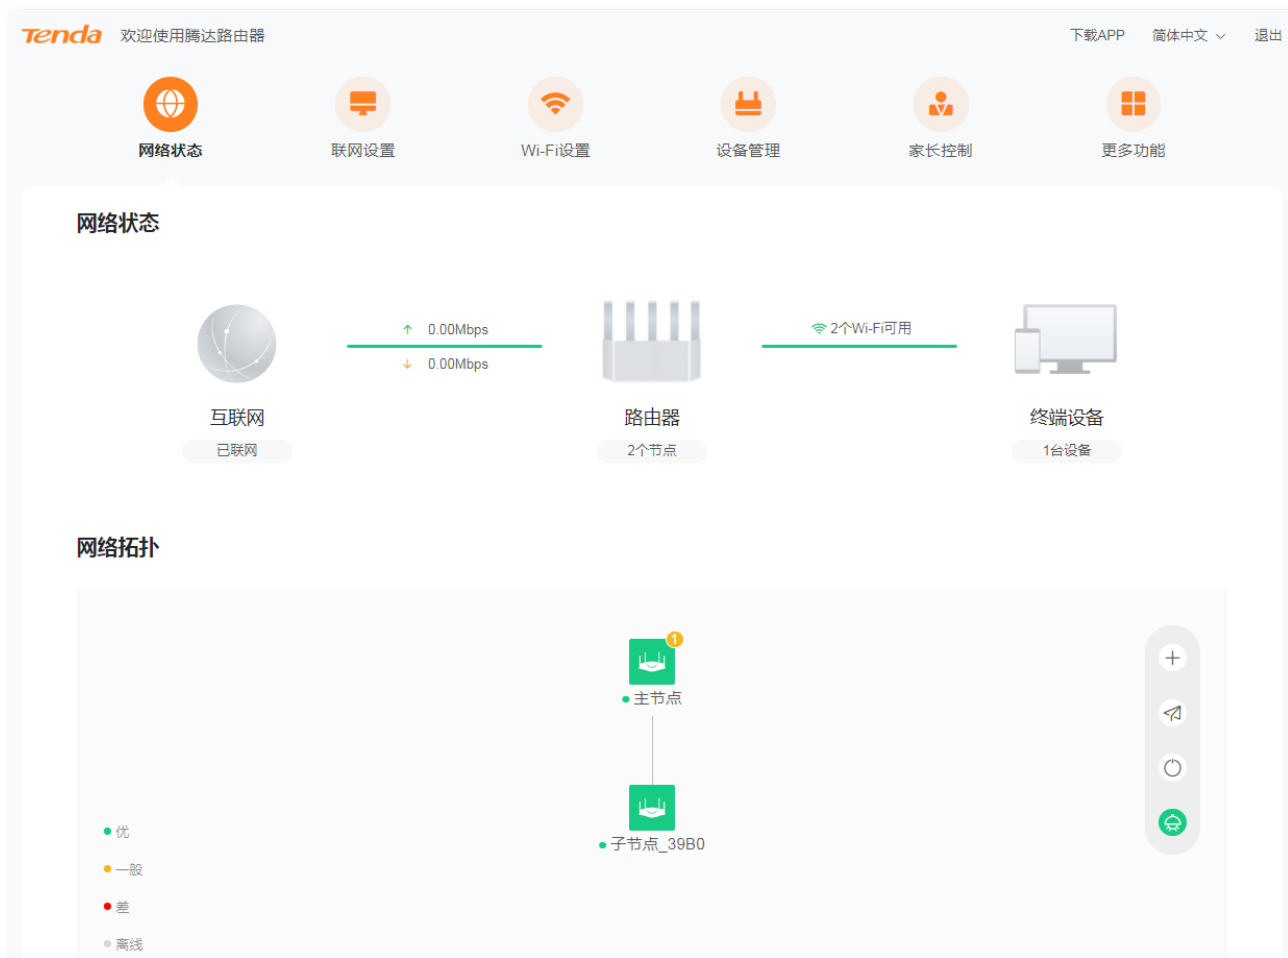 Tenda 欢迎使用腾达路由器 下载APP 简体中文 退出
网络状态 联网设置 Wi-Fi设置 设备管理 家长控制 更多功能
网络状态
0.00Mbps
2个Wi-Fi可用
0.00Mbps
互联网 路由器 终端设备
已联网 2个节点 1台设备
网络拓扑
1
主节点
优
子节点_39B0
一般
差
离线